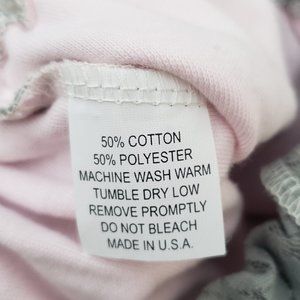 50% COTTON
50% POLYESTER
MACHINE WASH WARM
TUMBLE DRY LOW
REMOVE PROMPTLY
DO NOT BLEACH
MADE IN U.S.A.